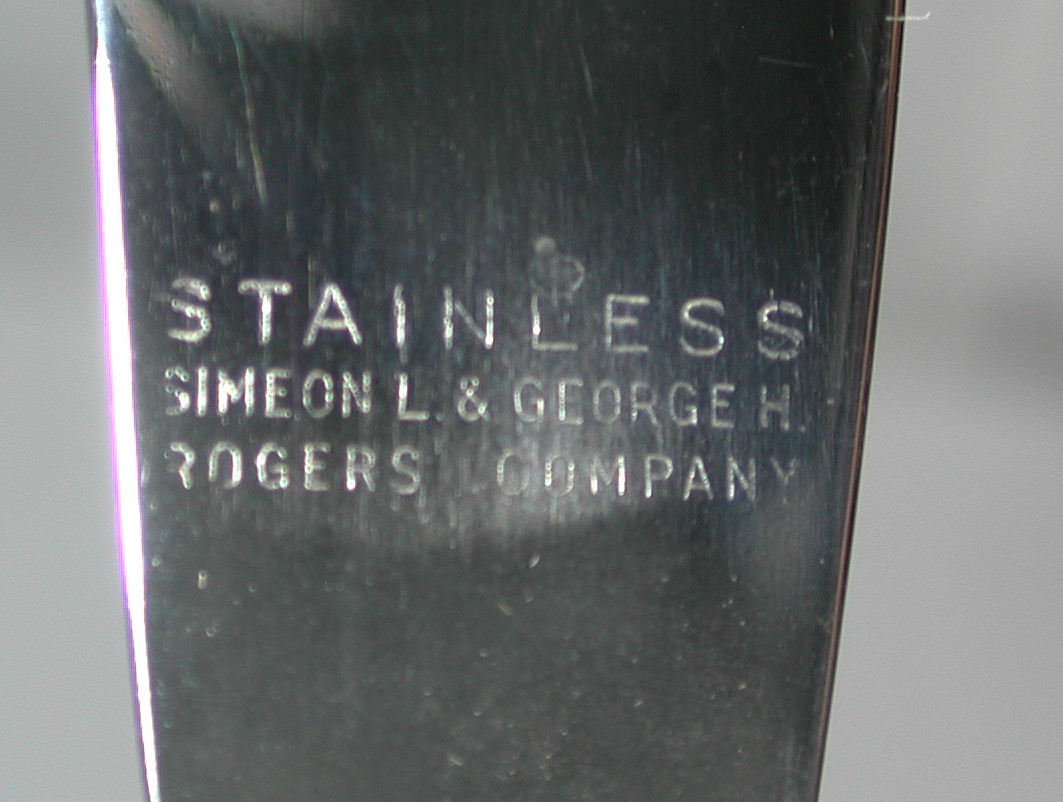 STAINLESS
SIMEON L. & GEORGE H.
ROGERS COMPANY